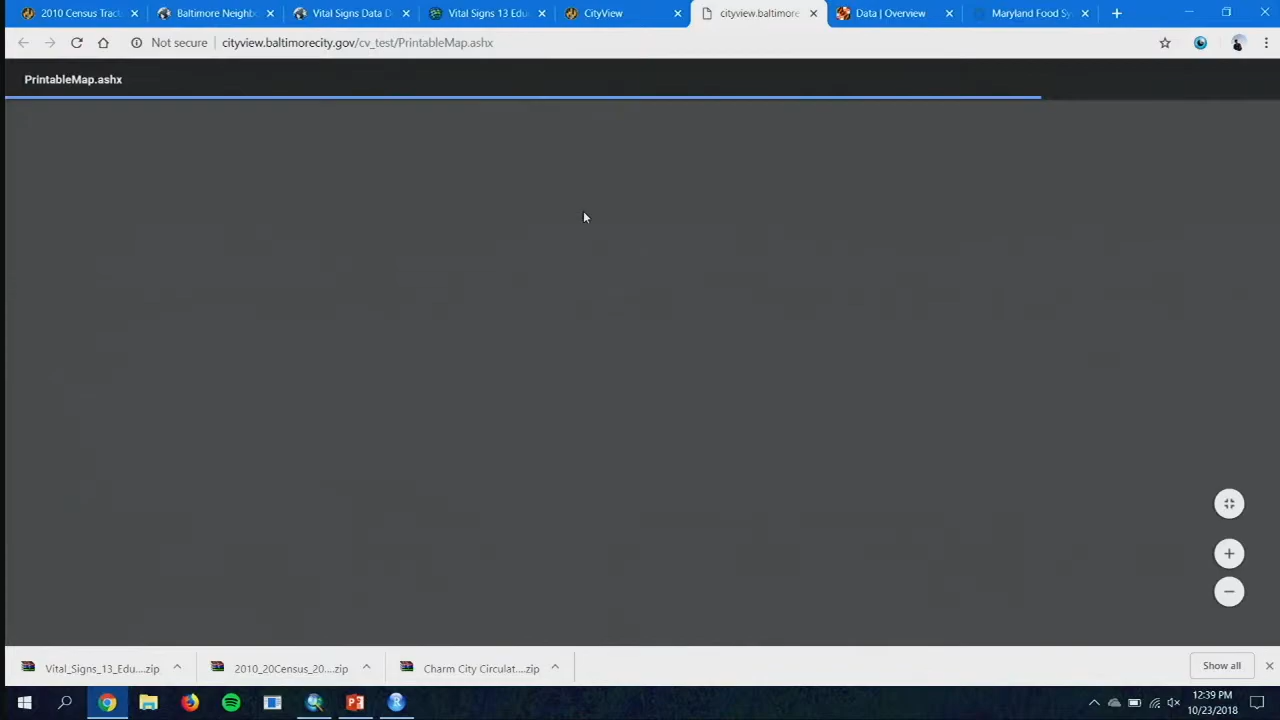 2010 Census Trac
Baltimore Neighb
Vital Signs Data D
Vital Signs 13 Edu
CityView
cityview.baltimore
Data | Overview
Maryland Food Sy
Not secure
cityview.baltimorecity.gov/cv_test/PrintableMap.ashx
PrintableMap.ashx
Vital_Signs_13_Edu....zip
2010_20Census_20....zip
Charm City Circulat....zip
Show all
12:39 PM
10/23/2018